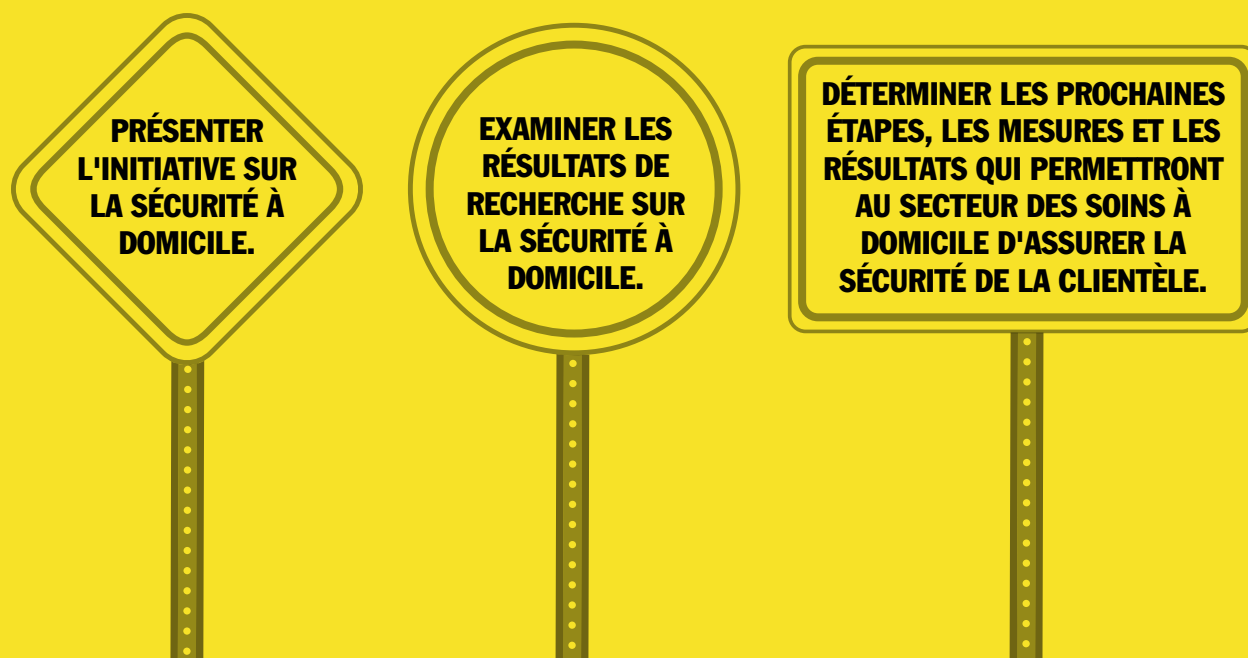 PRÉSENTER
L'INITIATIVE SUR
LA SÉCURITÉ À
DOMICILE.
EXAMINER LES
RÉSULTATS DE
RECHERCHE SUR
LA SÉCURITÉ À
DOMICILE.
DÉTERMINER LES PROCHAINES
ÉTAPES, LES MESURES ET LES
RÉSULTATS QUI PERMETTRONT
AU SECTEUR DES SOINS À
DOMICILE D'ASSURER LA
SÉCURITÉ DE LA CLIENTÈLE.